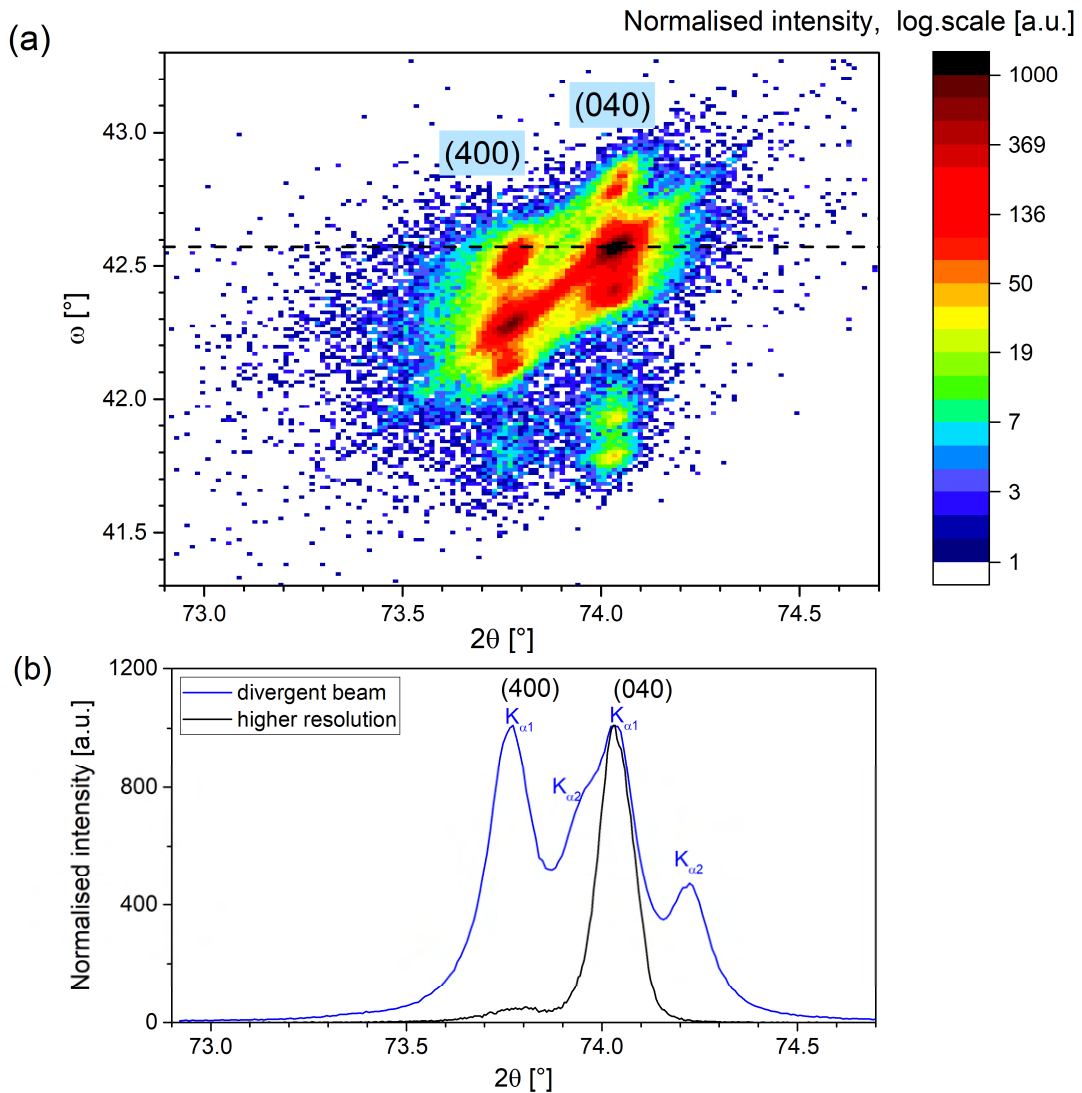 (a)
Normalised intensity, log.scale [a.u.]
(040)
(400)
43.0
42.5
42.0
41.5
ω [°]
73.0 73.5 74.0 74.5
2θ [°]
1000
369
136
50
19
7
3
1
(b)
1200
800
400
0
Normalised intensity [a.u.]
divergent beam
higher resolution
(400) (040)
Kα1 Kα1
Kα2
Kα2
73.0 73.5 74.0 74.5
2θ [°]